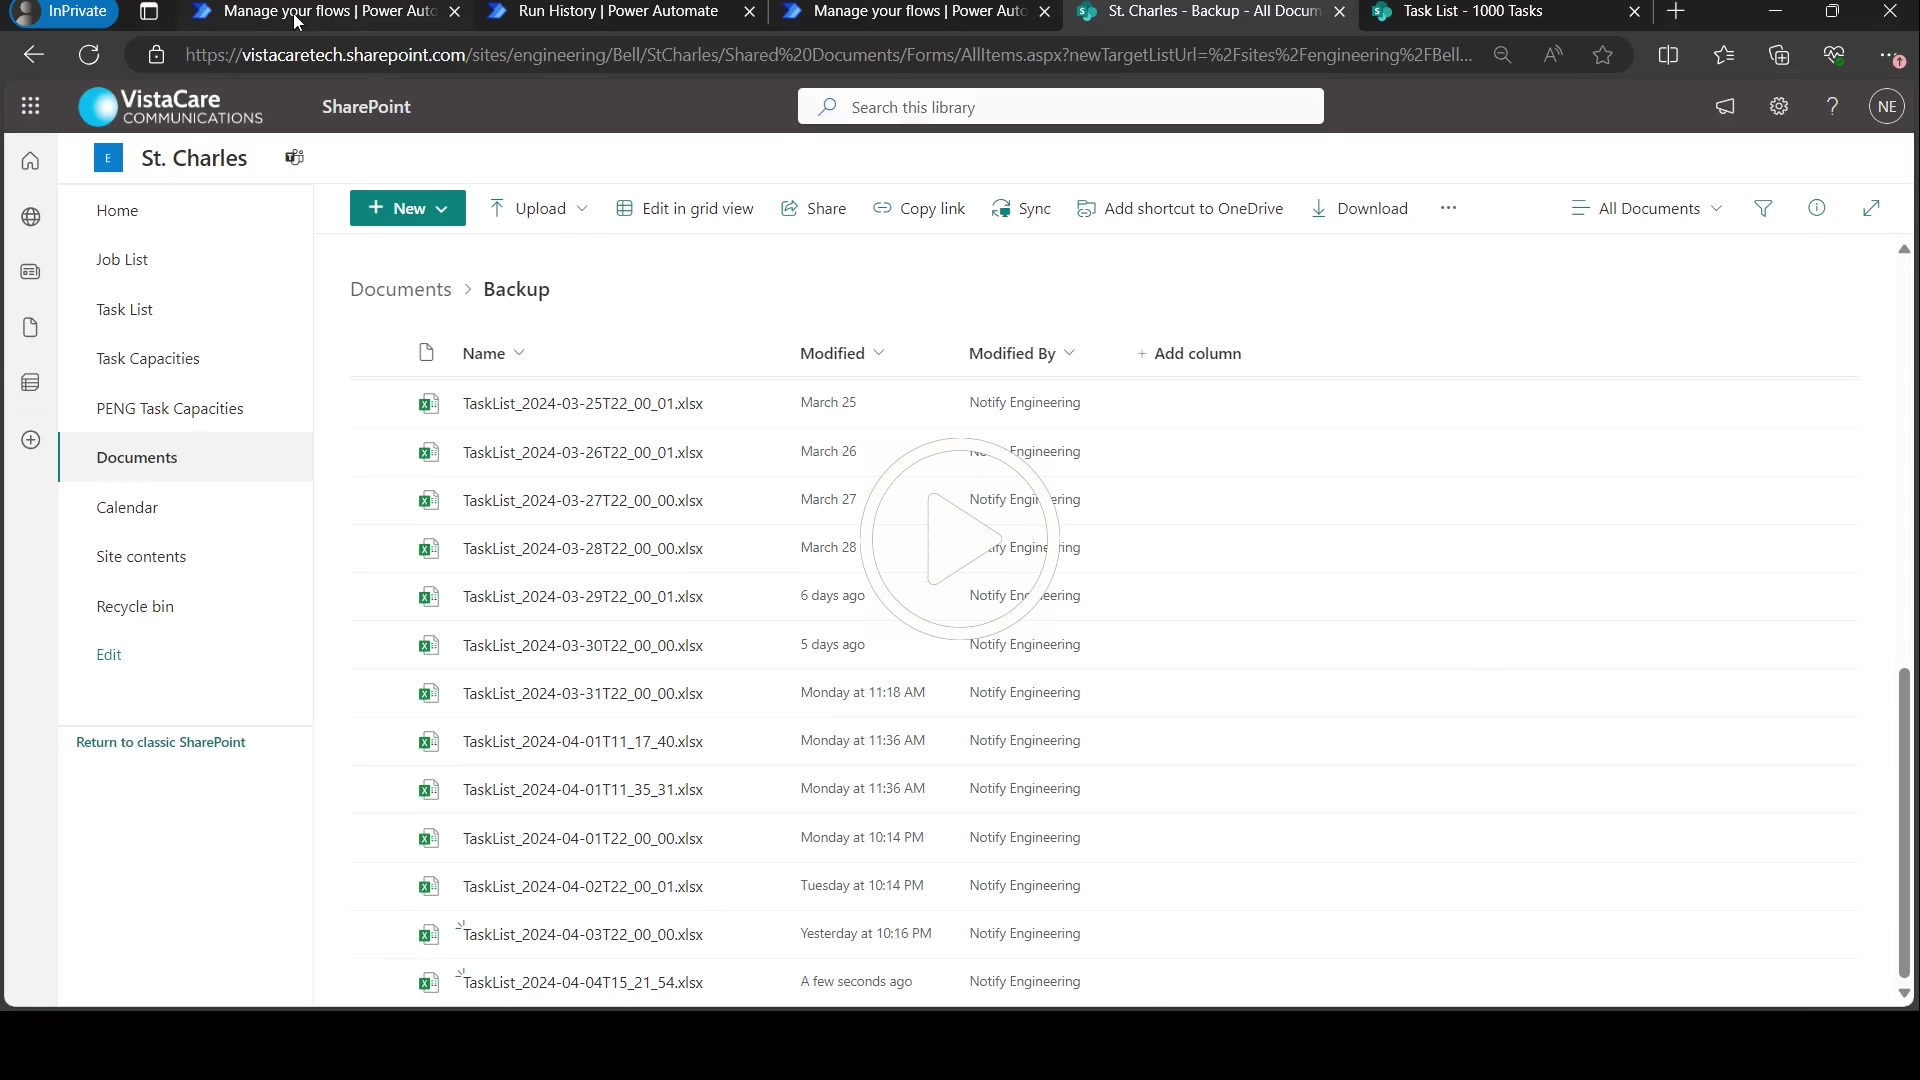 InPrivate
Manage your flows | Power Auto
Run History | Power Automate
Manage your flows | Power Auto
St. Charles - Backup - All Docum
Task List - 1000 Tasks
https://vistacaretech.sharepoint.com/sites/engineering/Bell/StCharles/Shared%20Documents/Forms/AllItems.aspx?newTargetListUrl=%2Fsites%2Fengineering%2FBell...
VistaCare
COMMUNICATIONS
SharePoint
Search this library
NE
E
St. Charles
Home
Job List
Task List
Task Capacities
PENG Task Capacities
Documents
Calendar
Site contents
Recycle bin
Edit
Return to classic SharePoint
+ New
Upload
Edit in grid view
Share
Copy link
Sync
Add shortcut to OneDrive
Download
...
All Documents
Documents > Backup
Name Modified Modified By + Add column
TaskList_2024-03-25T22_00_01.xlsx March 25 Notify Engineering
TaskList_2024-03-26T22_00_01.xlsx March 26 Engineering
TaskList_2024-03-27T22_00_00.xlsx March 27 Notify Engineering
TaskList_2024-03-28T22_00_00.xlsx March 28 Notify Engineering
TaskList_2024-03-29T22_00_01.xlsx 6 days ago Notify Engineering
TaskList_2024-03-30T22_00_00.xlsx 5 days ago Notify Engineering
TaskList_2024-03-31T22_00_00.xlsx Monday at 11:18 AM Notify Engineering
TaskList_2024-04-01T11_17_40.xlsx Monday at 11:36 AM Notify Engineering
TaskList_2024-04-01T11_35_31.xlsx Monday at 11:36 AM Notify Engineering
TaskList_2024-04-01T22_00_00.xlsx Monday at 10:14 PM Notify Engineering
TaskList_2024-04-02T22_00_01.xlsx Tuesday at 10:14 PM Notify Engineering
TaskList_2024-04-03T22_00_00.xlsx Yesterday at 10:16 PM Notify Engineering
TaskList_2024-04-04T15_21_54.xlsx A few seconds ago Notify Engineering